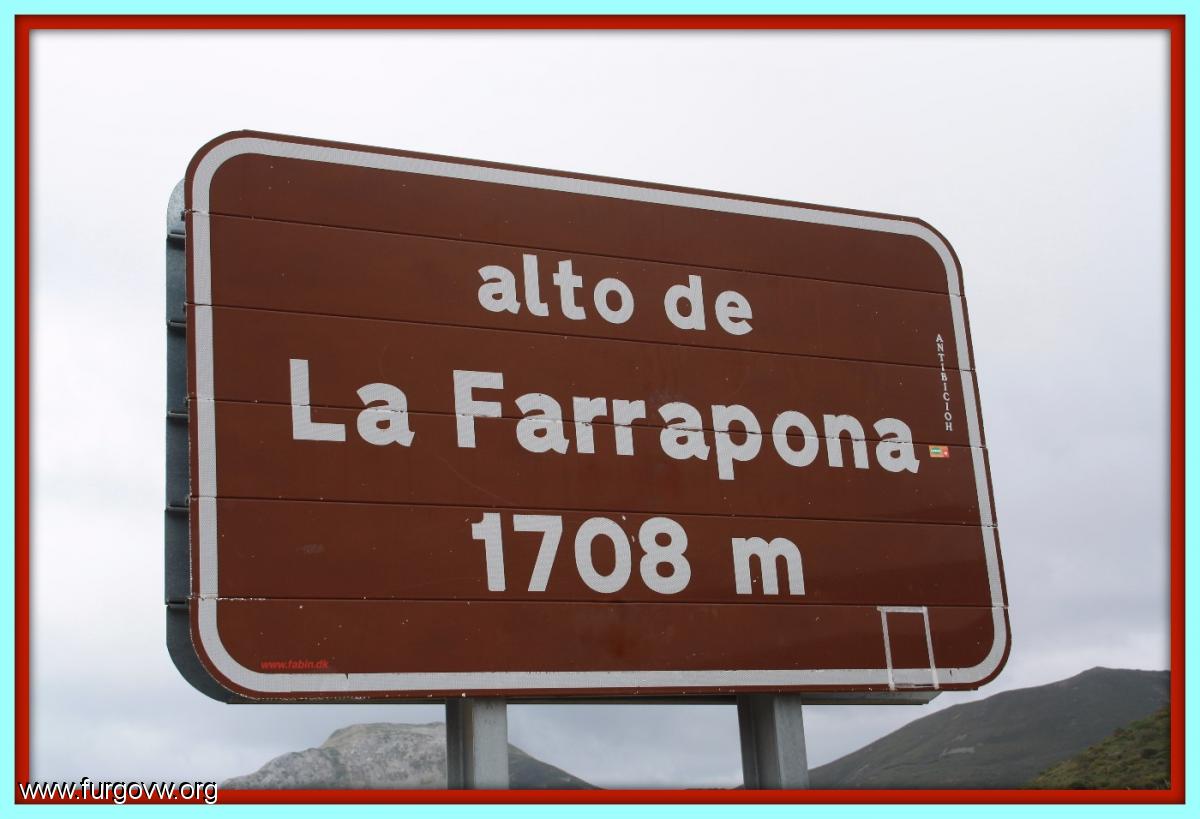 alto de
La Farrapona
1708 m
ANTIBICIOH
www.fabin.dk
www.furgovw.org